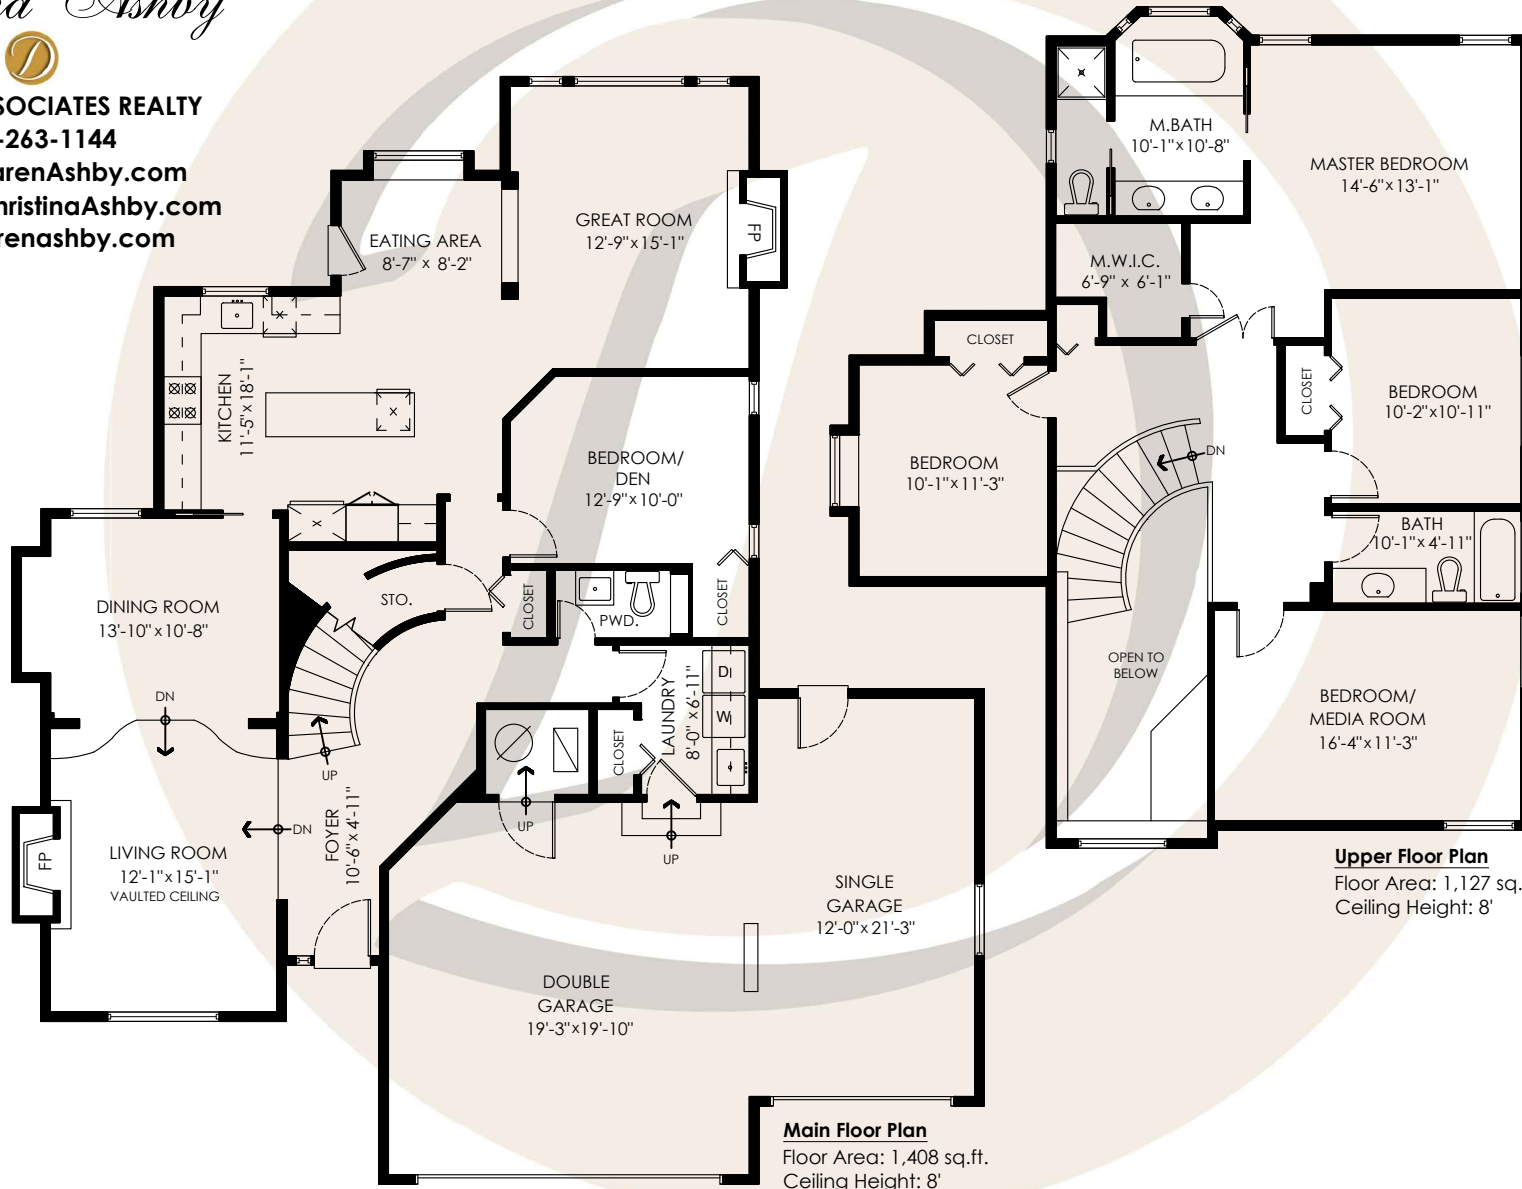 Ashby
D
SOCIATES REALTY
-263-1144
arenAshby.com
hristinaAshby.com
renashby.com
GREAT ROOM
12'-9"x15'-1"
FP
EATING AREA
8'-7" x 8'-2"
KITCHEN
11'-5"x 18'-1"
BEDROOM/
DEN
12'-9"x10'-0"
CLOSET
DINING ROOM
13'-10"x10'-8"
STO.
CLOSET
PWD.
DN
UP
LAUNDRY
8'-0" x 6'-11"
D
W
CLOSET
UP
UP
FOYER
10'-6"x 4'-11"
DN
FP
LIVING ROOM
12'-1"x15'-1"
VAULTED CEILING
SINGLE
GARAGE
12'-0"x21'-3"
DOUBLE
GARAGE
19'-3"x19'-10"
Main Floor Plan
Floor Area: 1,408 sq.ft.
Ceiling Height: 8'
M.BATH
10'-1"x10'-8"
MASTER BEDROOM
14'-6"x13'-1"
M.W.I.C.
6'-9" x 6'-1"
CLOSET
CLOSET
BEDROOM
10'-2"x10'-11"
BEDROOM
10'-1"x11'-3"
DN
BATH
10'-1"x 4'-11"
OPEN TO
BELOW
BEDROOM/
MEDIA ROOM
16'-4"x11'-3"
Upper Floor Plan
Floor Area: 1,127 sq.
Ceiling Height: 8'